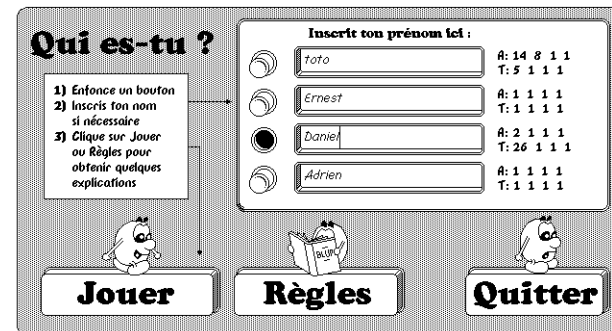 Qui es-tu ?
1) Enfonce un bouton
2) Inscris ton nom
si nécessaire
3) Clique sur Jouer
ou Règles pour
obtenir quelques
explications
Inscrit ton prénom ici :
toto
A: 14 8 1 1
T: 5 1 1 1
Ernest
A: 1 1 1 1
T: 1 1 1 1
Daniel
A: 2 1 1 1
T: 26 1 1 1
Adrien
A: 1 1 1 1
T: 1 1 1 1
BLUP
Jouer
Règles
Quitter